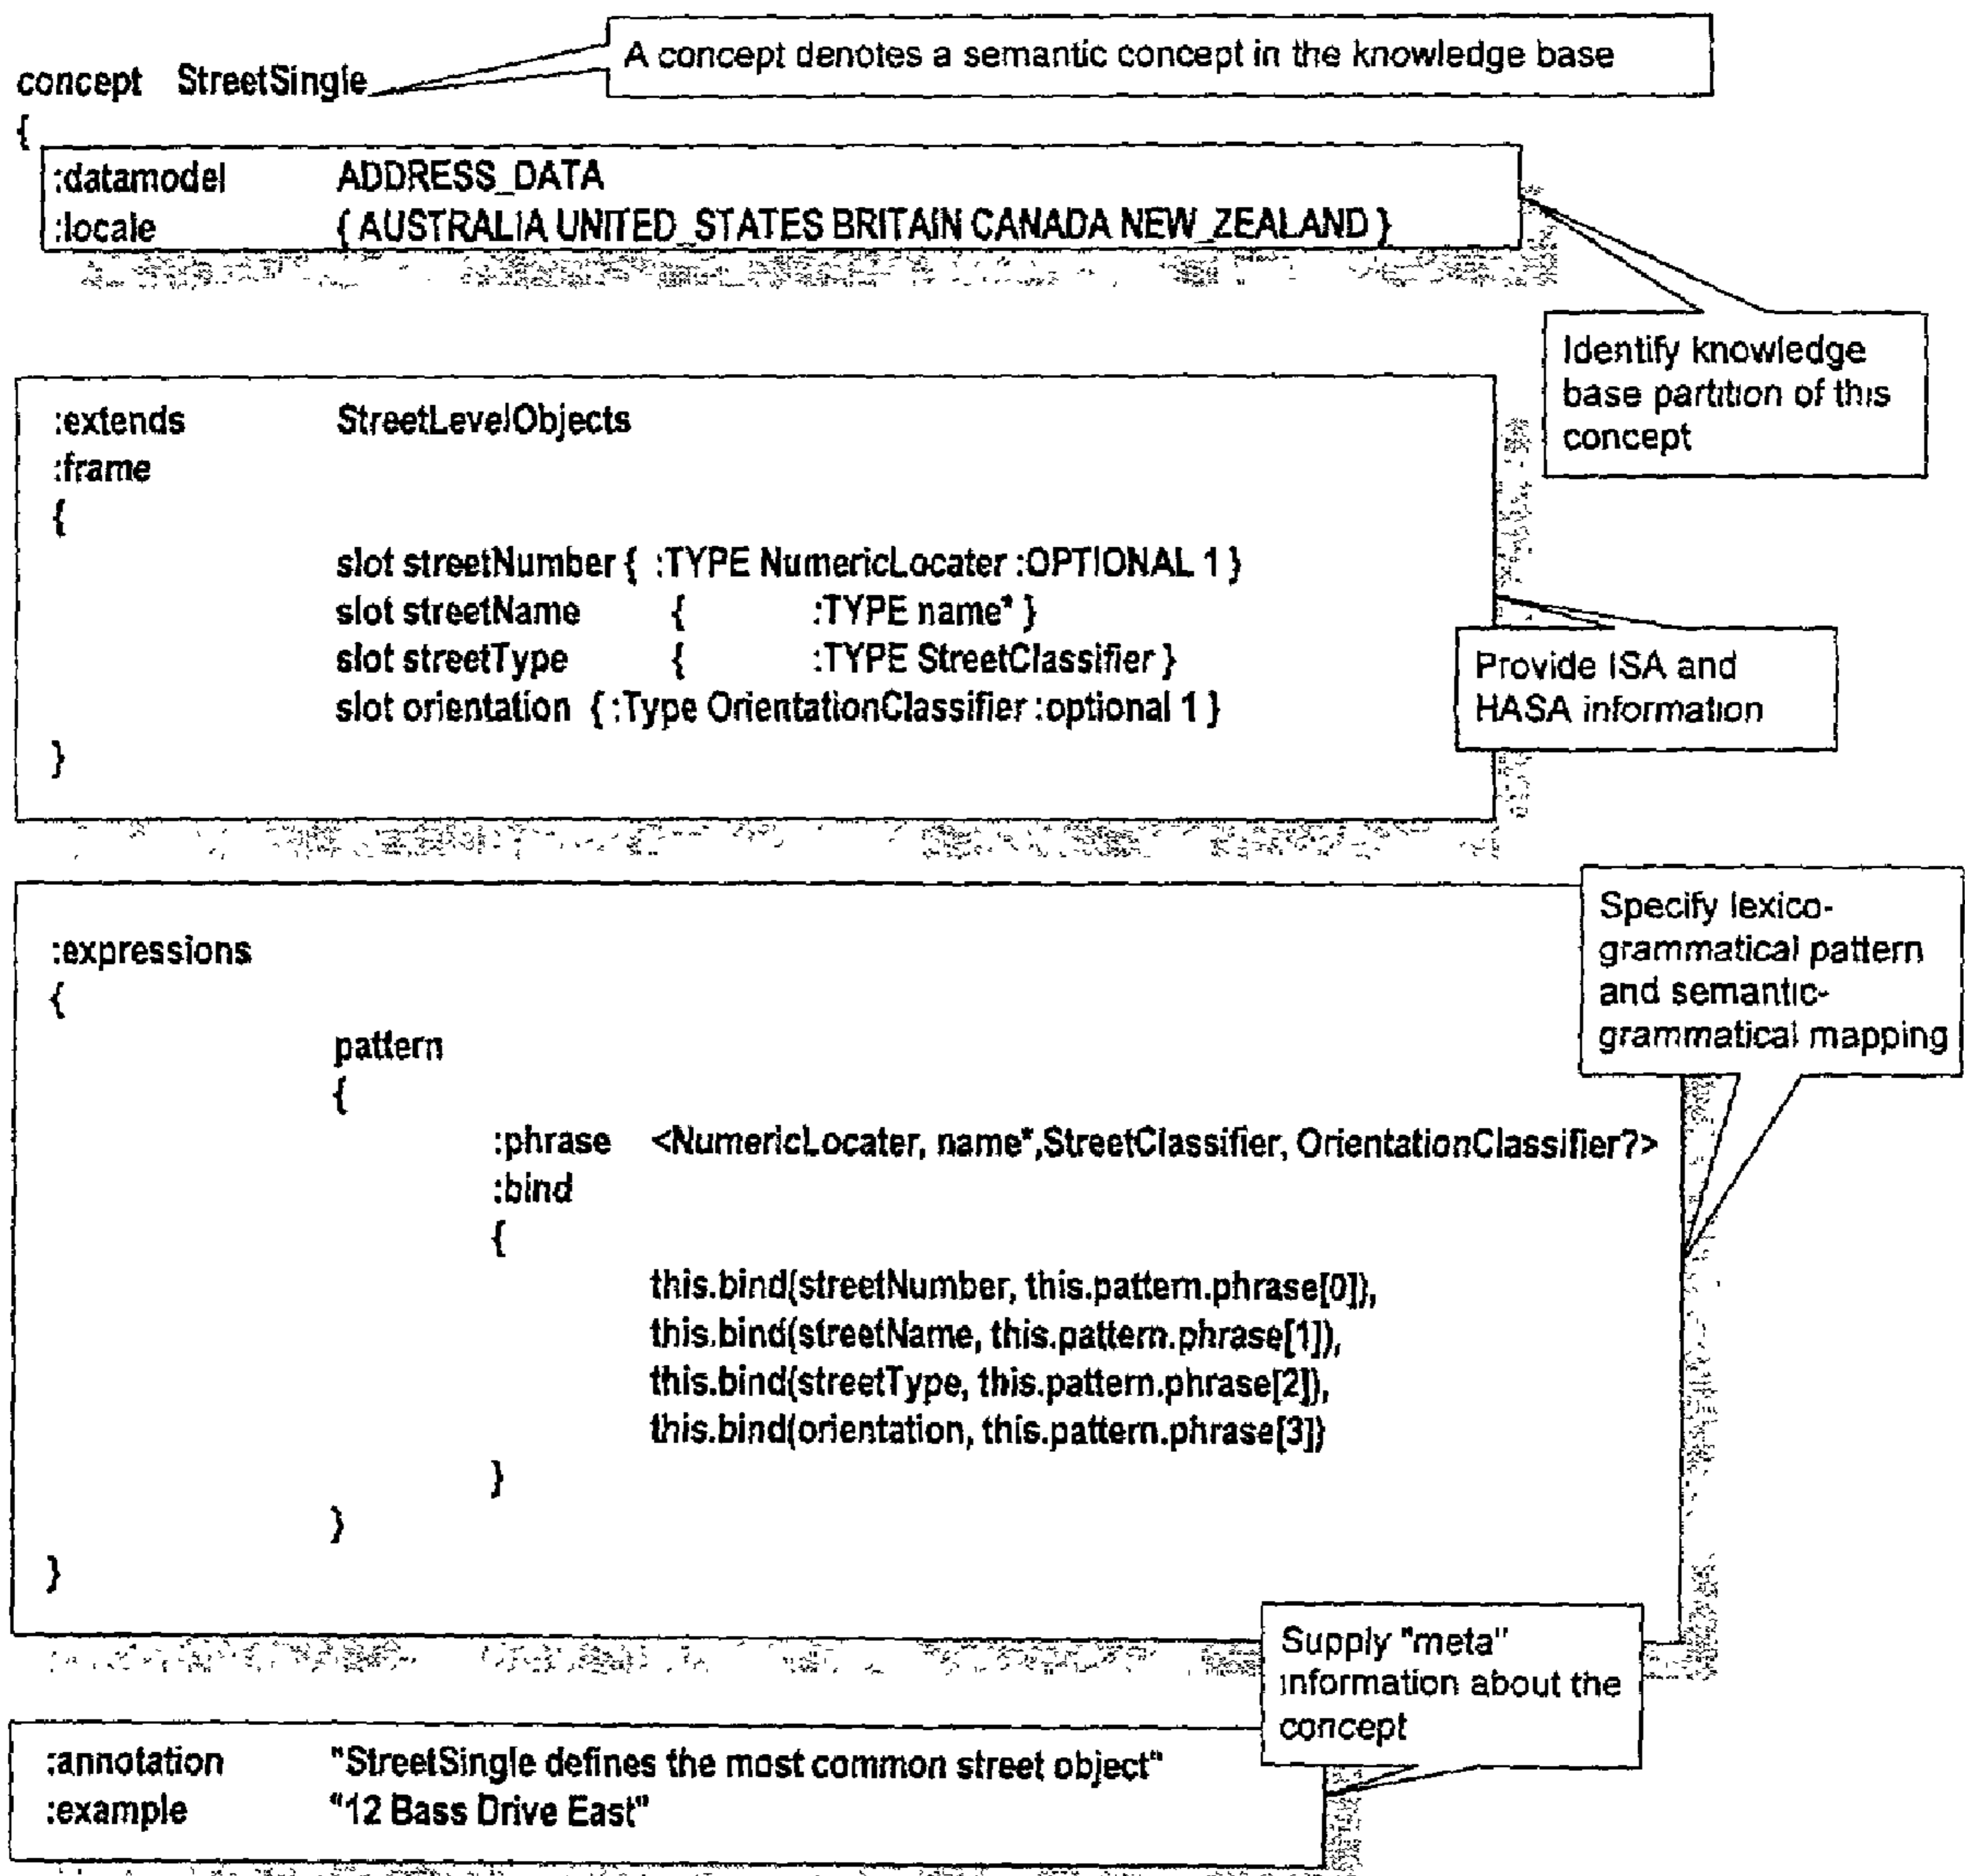 A concept denotes a semantic concept in the knowledge base
concept StreetSingle
{
:datamodel ADDRESS_DATA
:locale { AUSTRALIA UNITED_STATES BRITAIN CANADA NEW_ZEALAND }
Identify knowledge
base partition of this
concept
:extends StreetLevelObjects
:frame
{
slot streetNumber { :TYPE NumericLocater :OPTIONAL 1 }
slot streetName { :TYPE name* }
slot streetType { :TYPE StreetClassifier }
slot orientation { :Type OrientationClassifier :optional 1 }
}
Provide ISA and
HASA information
Specify lexico-
grammatical pattern
and semantic-
grammatical mapping
:expressions
{
pattern
{
:phrase <NumericLocater, name*,StreetClassifier, OrientationClassifier?>
:bind
{
this.bind(streetNumber, this.pattern.phrase[0]),
this.bind(streetName, this.pattern.phrase[1]),
this.bind(streetType, this.pattern.phrase[2]),
this.bind(orientation, this.pattern.phrase[3])
}
}
}
Supply "meta"
information about the
concept
:annotation "StreetSingle defines the most common street object"
:example "12 Bass Drive East"